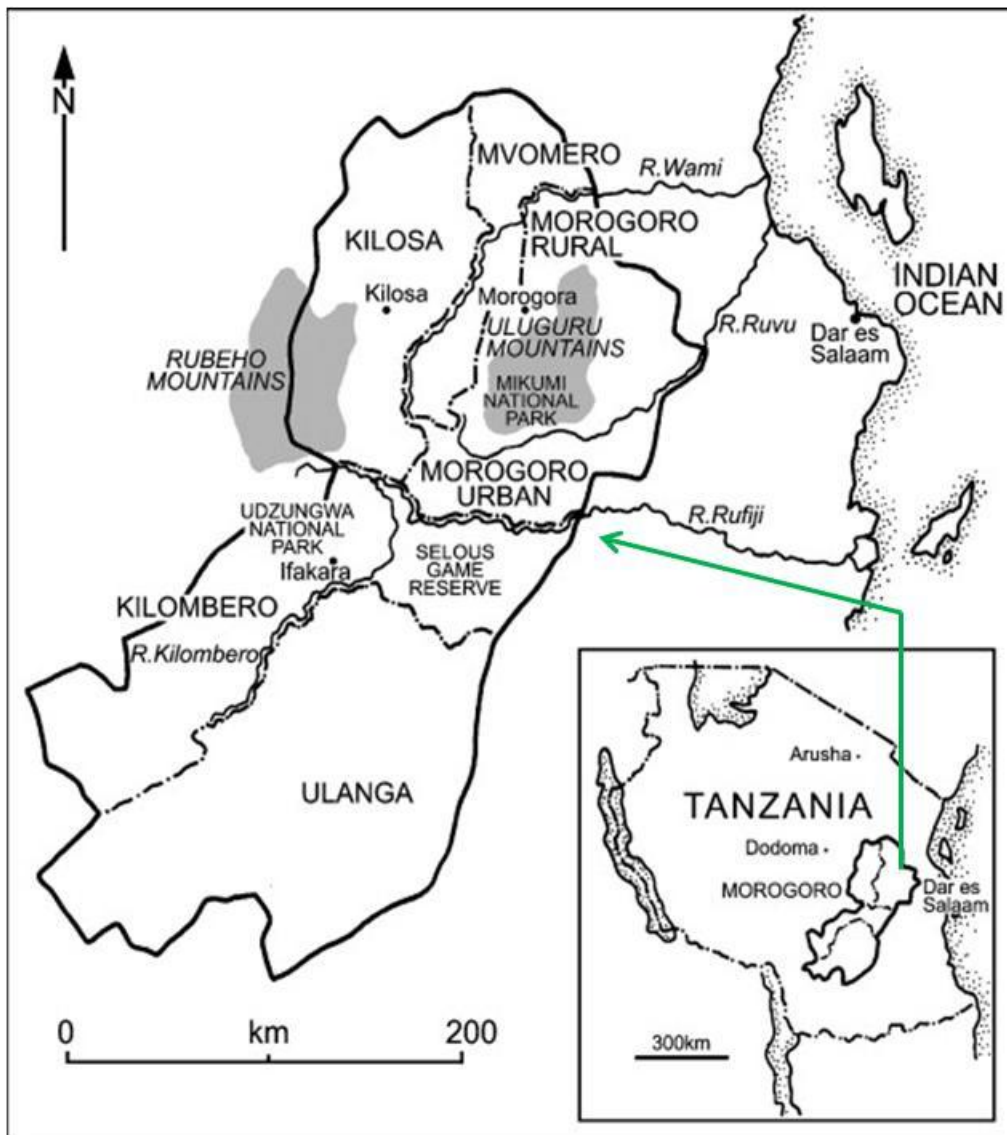 N
MVOMERO
R.Wami
MOROGORO
RURAL
KILOSA
INDIAN
OCEAN
Kilosa
Morogora
ULUGURU
MOUNTAINS
R.Ruvu
Dar es
Salaam
RUBEHO
MOUNTAINS
MIKUMI
NATIONAL
PARK
MOROGORO
URBAN
UDZUNGWA
NATIONAL
PARK
Ifakara
SELOUS
GAME
RESERVE
R.Rufiji
KILOMBERO
R.Kilombero
ULANGA
0 km 200
Arusha
TANZANIA
Dodoma
MOROGORO
Dar es
Salaam
300km